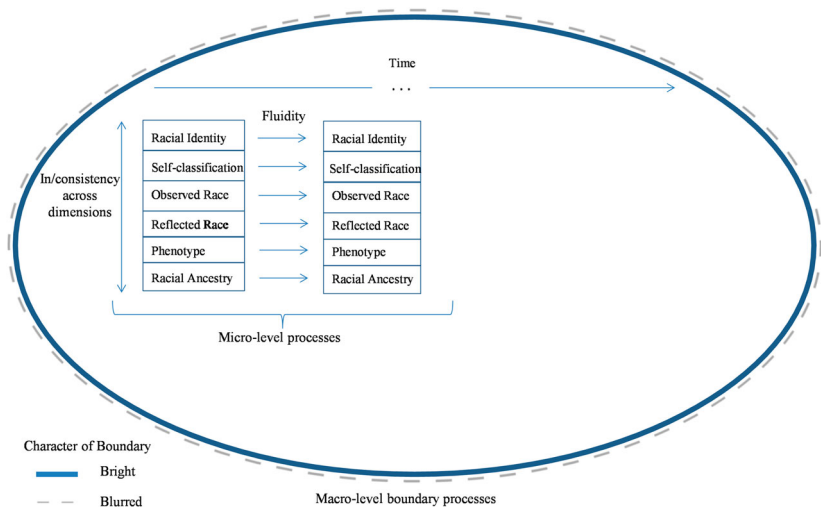 Time
...
Fluidity
In/consistency
across
dimensions
Racial Identity
Self-classification
Observed Race
Reflected Race
Phenotype
Racial Ancestry
Racial Identity
Self-classification
Observed Race
Reflected Race
Phenotype
Racial Ancestry
Micro-level processes
Character of Boundary
Bright
Blurred
Macro-level boundary processes